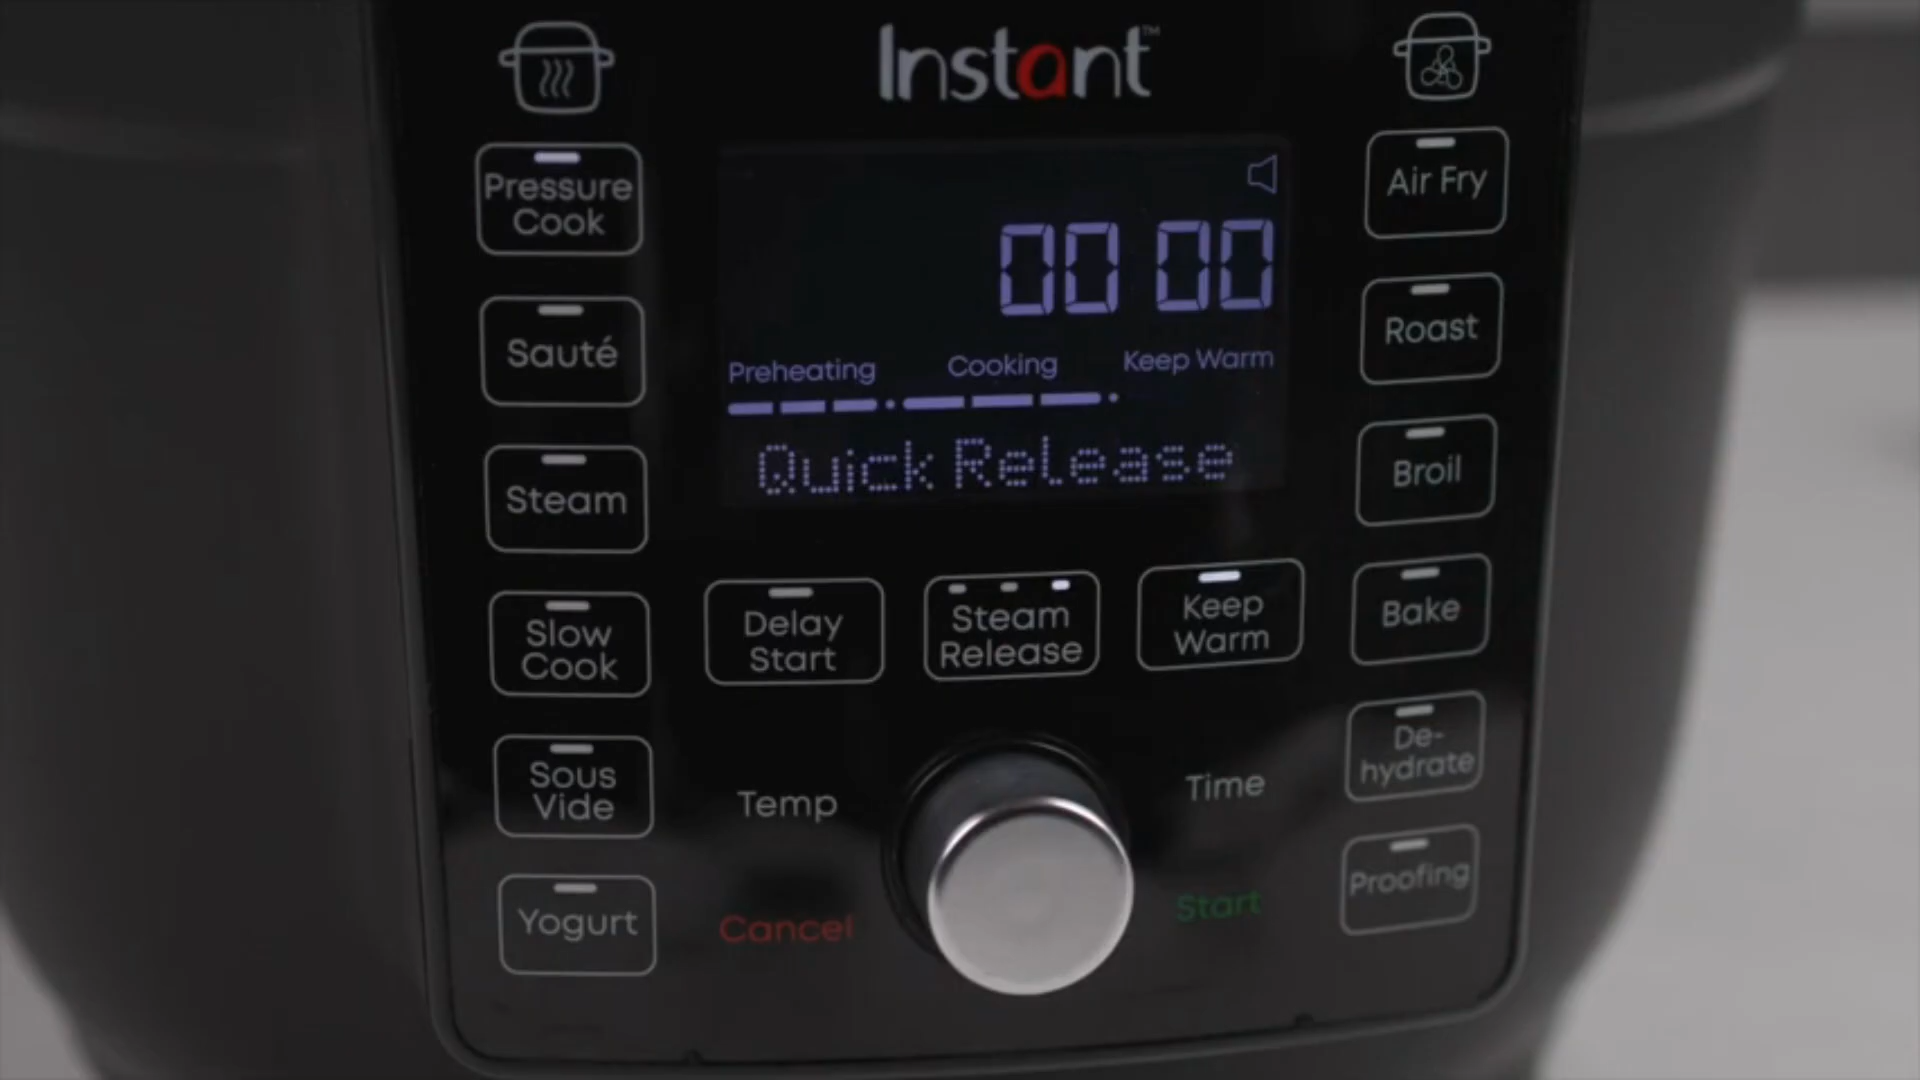 Instant™
Pressure
Cook
Sauté
Steam
Slow
Cook
Sous
Vide
Yogurt
00 00
Preheating Cooking Keep Warm
Quick Release
Delay
Start
Steam
Release
Keep
Warm
Temp
Time
Cancel
Start
Air Fry
Roast
Broil
Bake
De-
hydrate
Proofing